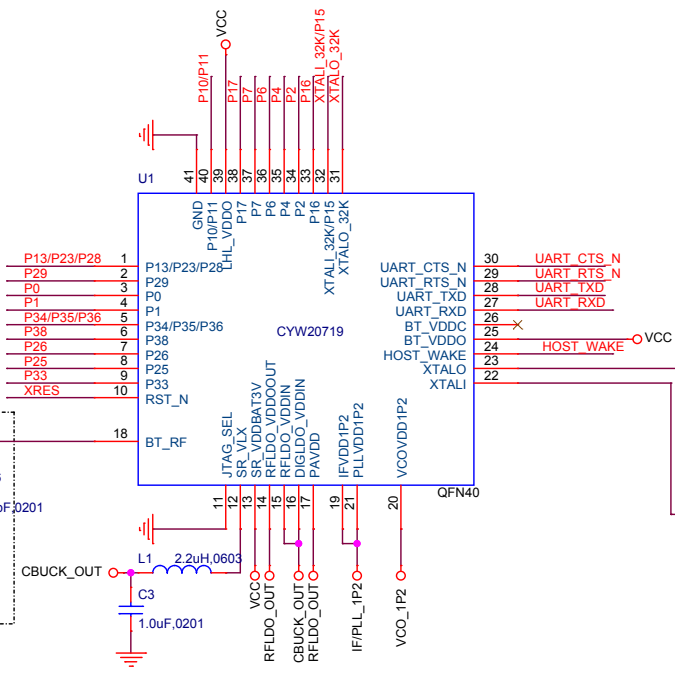 VCC
P10/P11
P17
P7
P6
P4
P2
P16
XTALI_32K/P15
XTALO_32K
41
40
39
38
37
36
35
34
33
32
31
U1
GND
P10/P11
LHL_VDDO
P17
P7
P6
P4
P2
P16
XTALI_32K/P15
XTALO_32K
P13/P23/P28 1 P13/P23/P28
P29 2 P29
P0 3 P0
P1 4 P1
P34/P35/P36 5 P34/P35/P36
P38 6 P38
P26 7 P26
P25 8 P25
P33 9 P33
XRES 10 RST_N
18 BT_RF
CYW20719
UART_CTS_N 30 UART_CTS_N
UART_RTS_N 29 UART_RTS_N
UART_TXD 28 UART_TXD
UART_RXD 27 UART_RXD
BT_VDDC 26
BT_VDDO 25 VCC
HOST_WAKE 24 HOST_WAKE
XTALO 23
XTALI 22
JTAG_SEL
SR_VLX
SR_VDDBAT3V
RFLDO_VDDOOUT
RFLDO_VDDIN
DIGLDO_VDDIN
PAVDD
IFVDD1P2
PLLVDD1P2
VCOVDD1P2
QFN40
11
12
13
14
15
16
17
19
21
20
pF,0201
L1 2.2uH,0603
CBUCK_OUT
C3
1.0uF,0201
VCC
RFLDO_OUT
CBUCK_OUT
RFLDO_OUT
IF/PLL_1P2
VCO_1P2